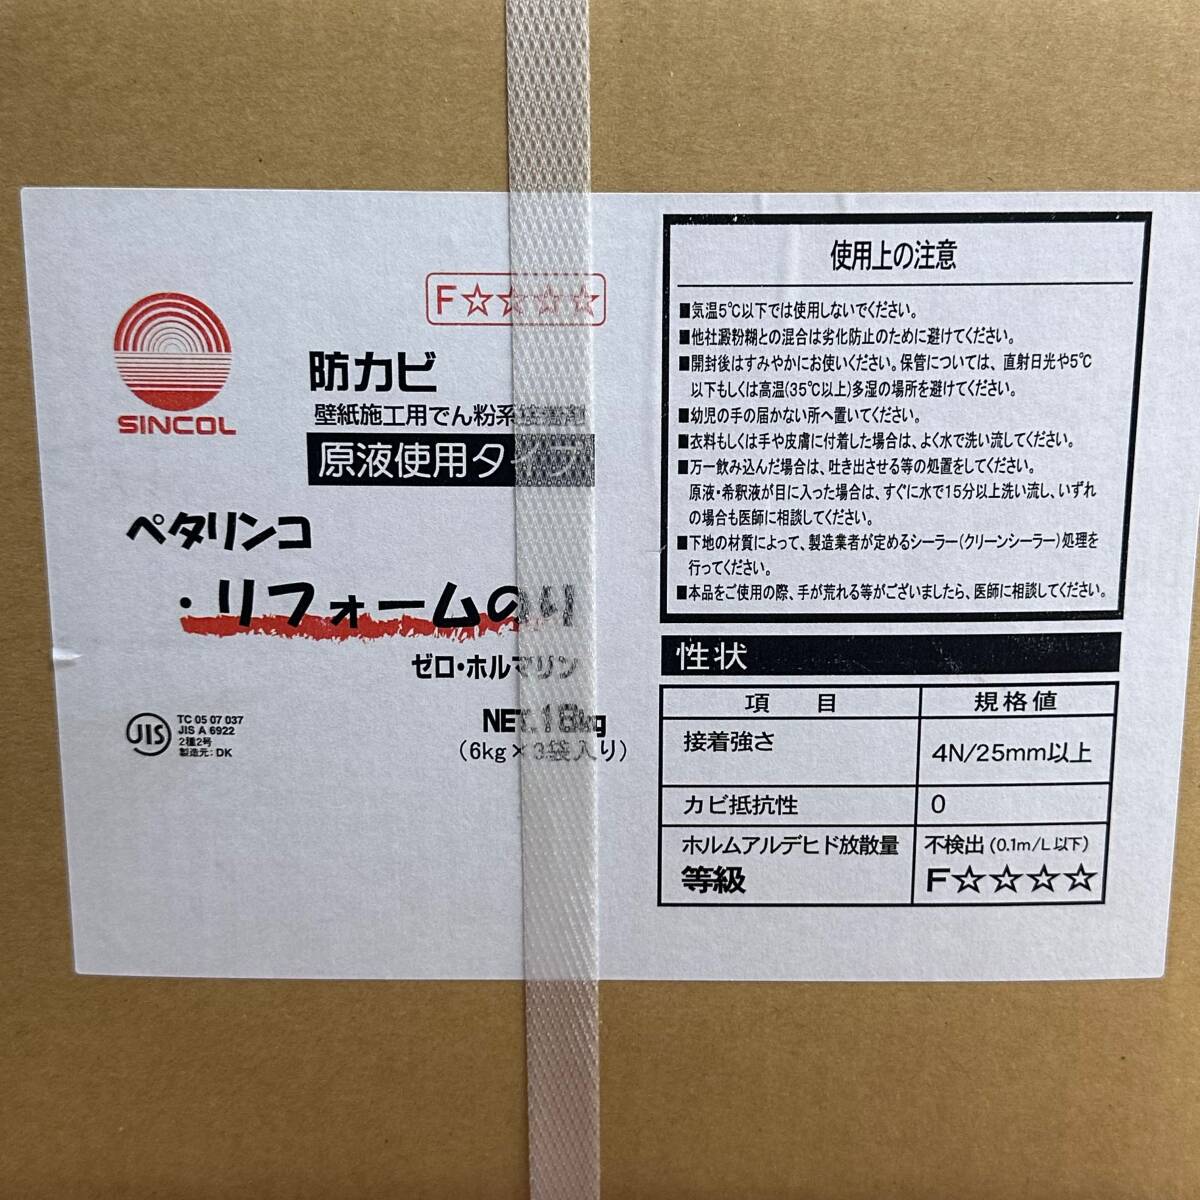 SINCOL
F☆☆☆☆
防カビ
壁紙施工用でん粉系接着剤
原液使用タイプ
ペタリンコ
・リフォームのり
ゼロ・ホルマリン
JIS
TC 05 07 037
JIS A 6922
2種2号
製造元:DK
NET.18kg
(6kg×3袋入り)
使用上の注意
■気温5℃以下では使用しないでください。
■他社澱粉糊との混合は劣化防止のために避けてください。
■開封後はすみやかにお使いください。保管については、直射日光や5℃
以下もしくは高温(35℃以上)多湿の場所を避けてください。
■幼児の手の届かない所へ置いてください。
■衣料もしくは手や皮膚に付着した場合は、よく水で洗い流してください。
■万一飲み込んだ場合は、吐き出させる等の処置をしてください。
原液・希釈液が目に入った場合は、すぐに水で15分以上洗い流し、いずれ
の場合も医師に相談してください。
■下地の材質によって、製造業者が定めるシーラー(クリーンシーラー)処理を
行ってください。
■本品をご使用の際、手が荒れる等がございましたら、医師に相談してください。
性状
項 目 規格値
接着強さ 4N/25mm以上
カビ抵抗性 0
ホルムアルデヒド放散量 不検出(0.1m/L以下)
等級 F☆☆☆☆